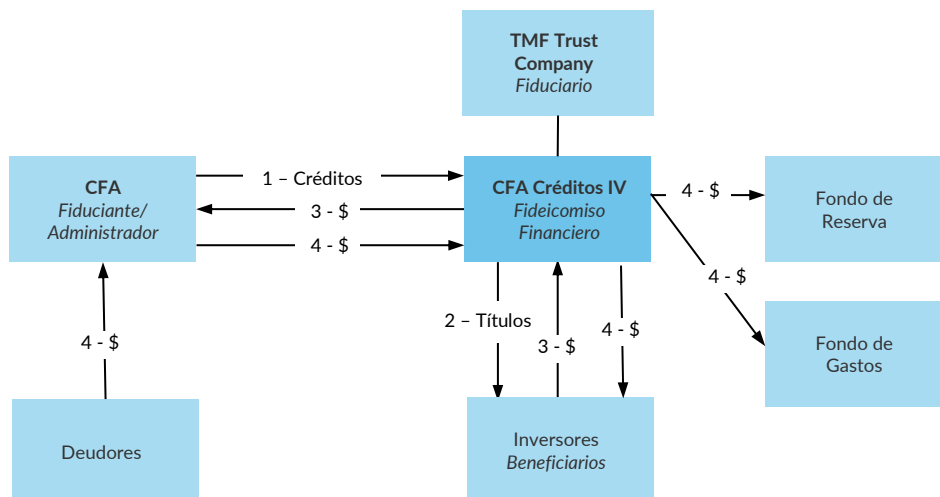 TMF Trust
Company
Fiduciario
CFA
Fiduciante/
Administrador
1 – Créditos
3 - $
4 - $
CFA Créditos IV
Fideicomiso
Financiero
4 - $
Fondo de
Reserva
4 - $
Fondo de
Gastos
4 - $
2 – Títulos
3 - $
4 - $
Deudores
Inversores
Beneficiarios